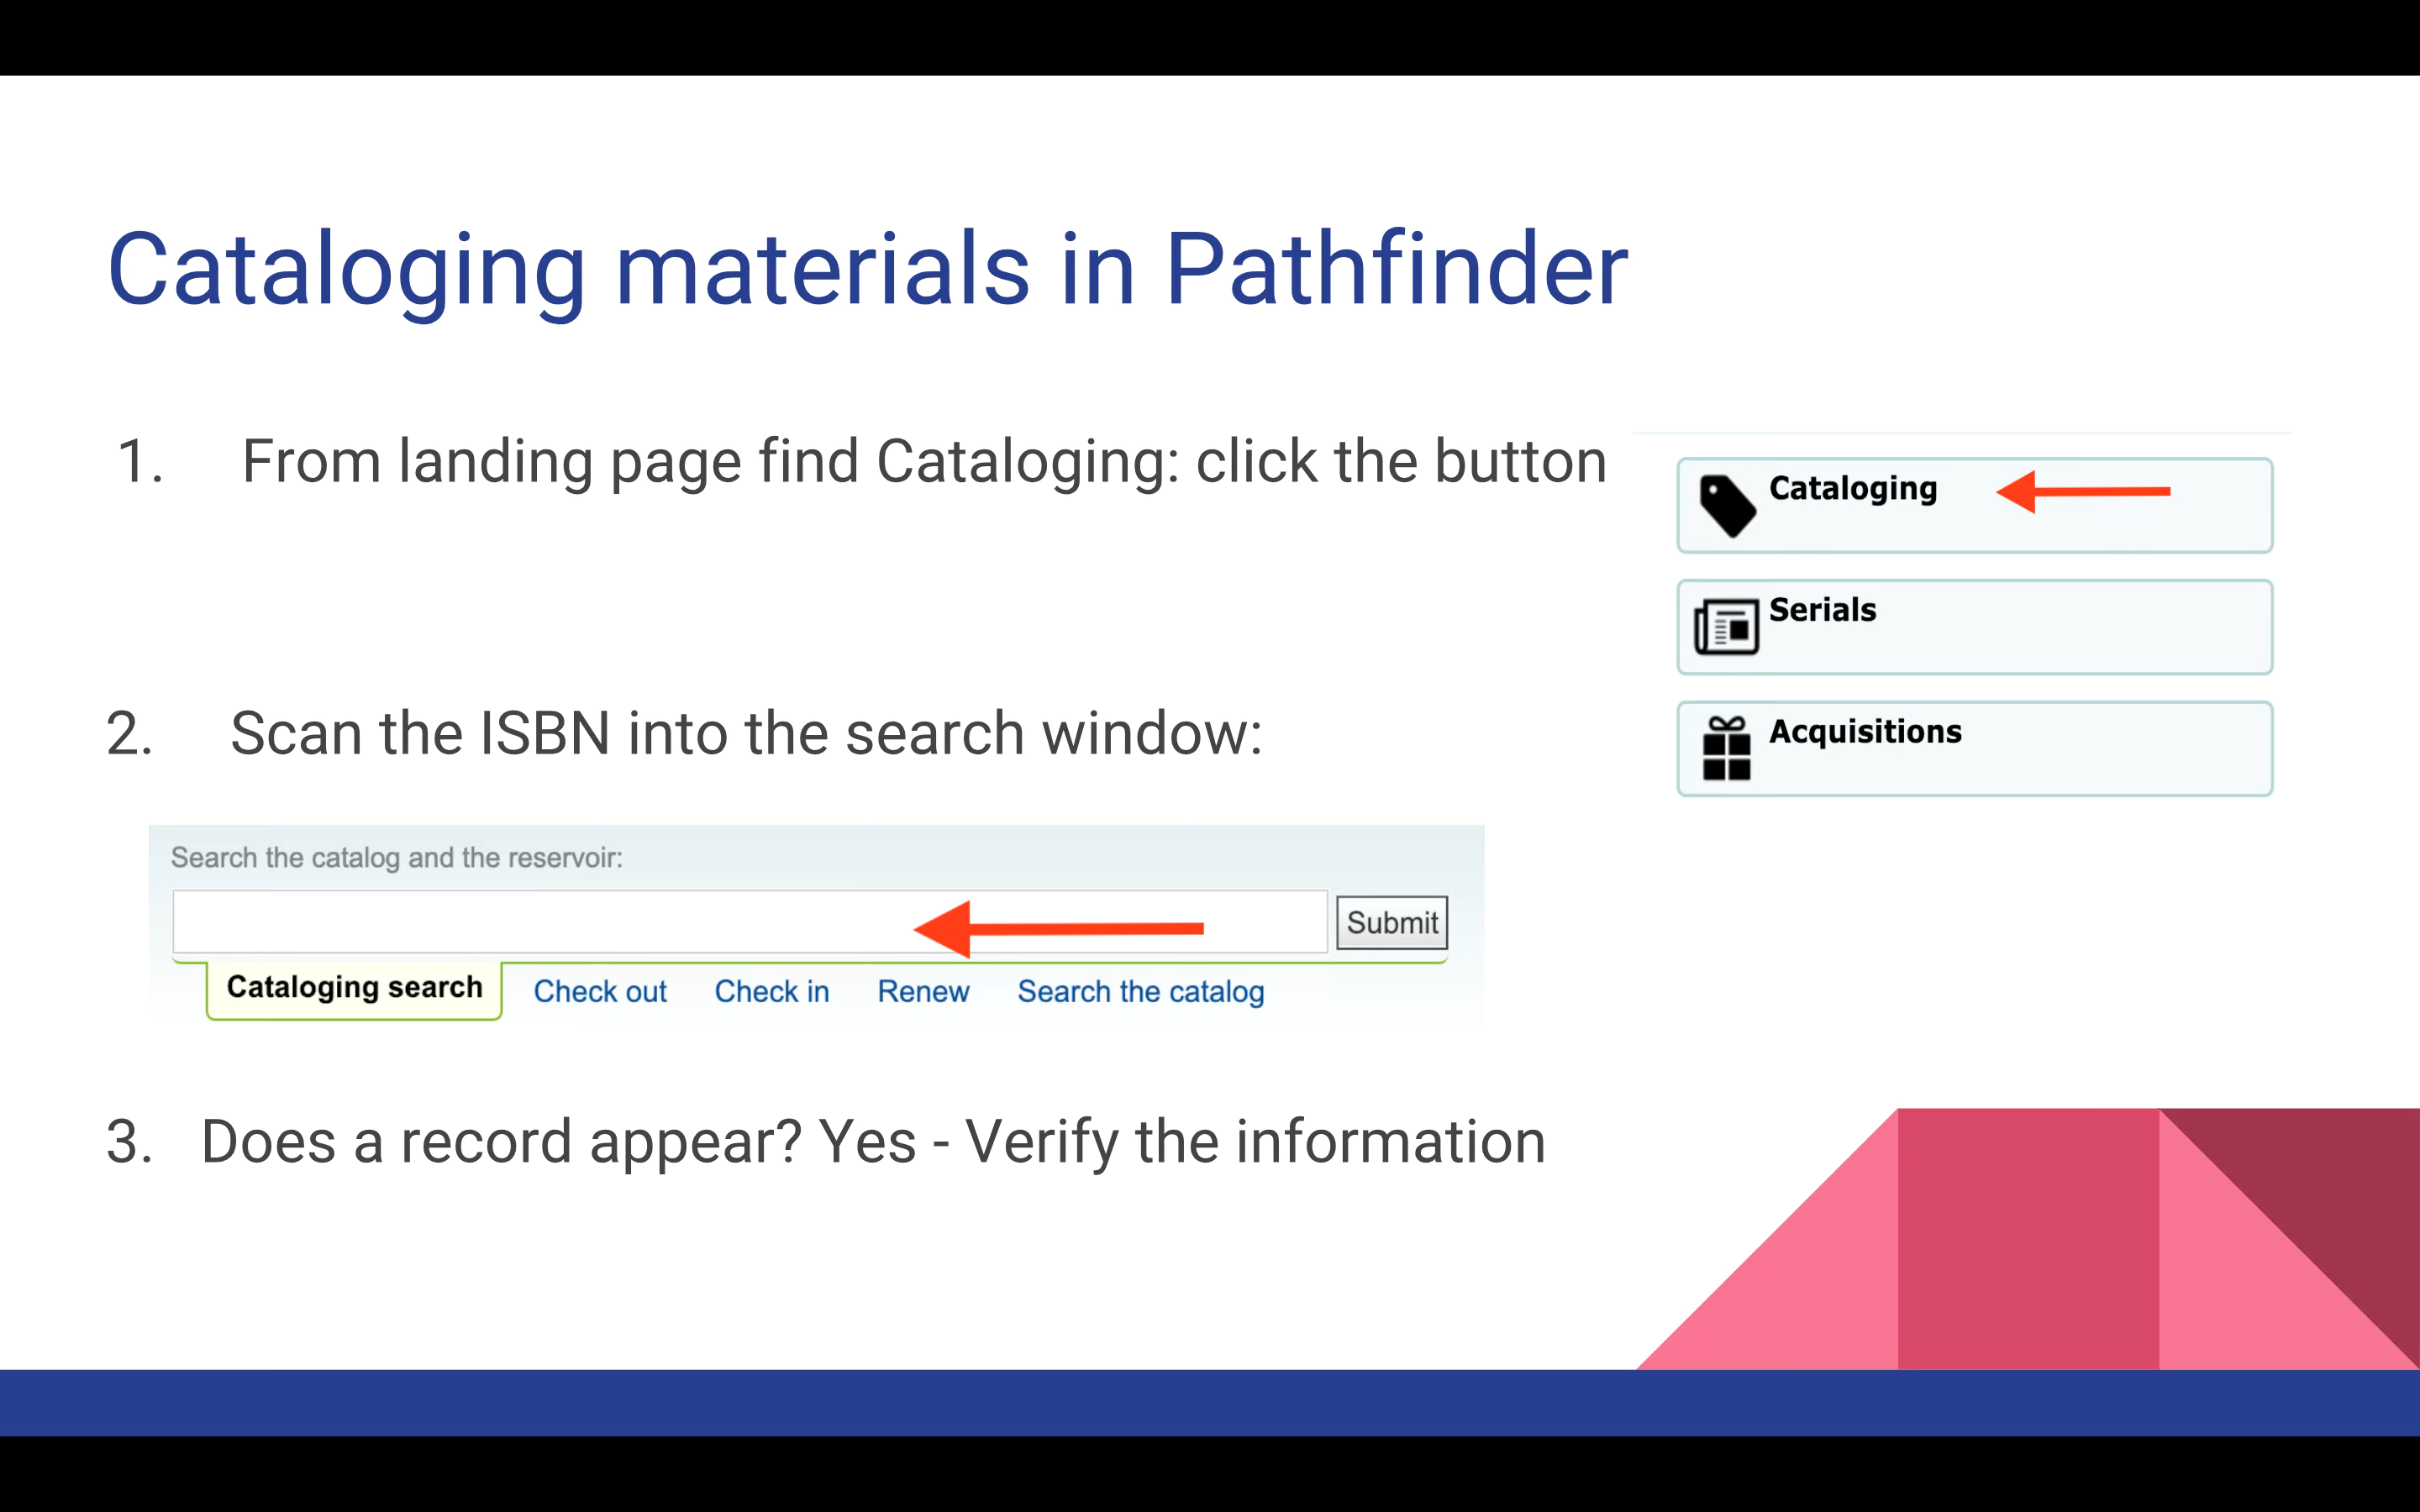 Cataloging materials in Pathfinder
1. From landing page find Cataloging: click the button
Cataloging
Serials
Acquisitions
2. Scan the ISBN into the search window:
Search the catalog and the reservoir:
Submit
Cataloging search Check out Check in Renew Search the catalog
3. Does a record appear? Yes - Verify the information